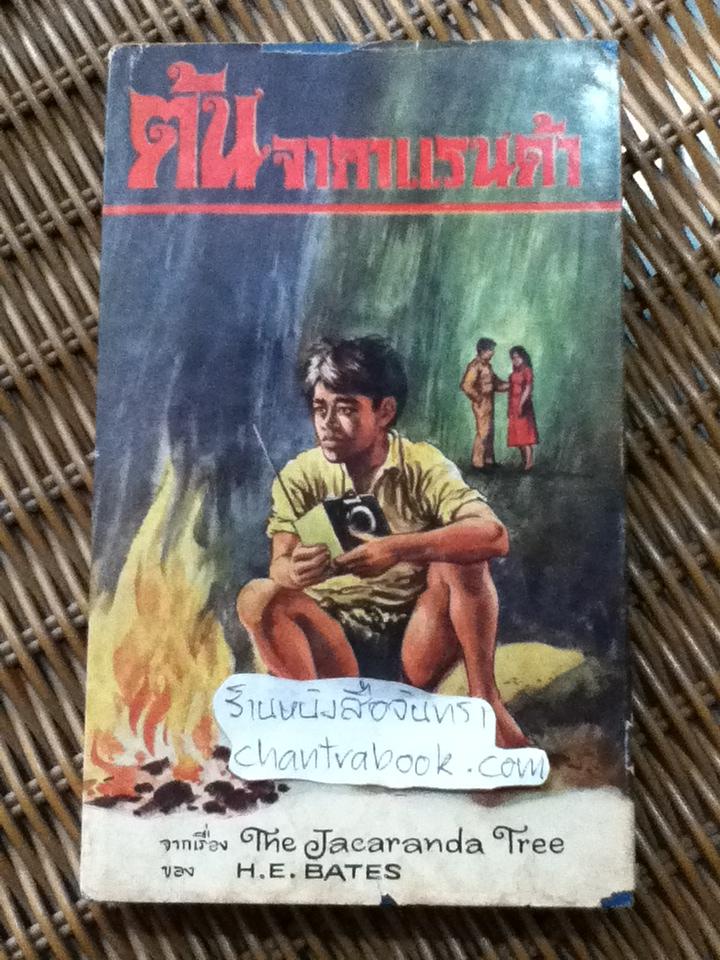 ต้นจาคาแรนด้า
ร้านหนังสือจันทรา
chantrabook.com
จากเรื่อง The Jacaranda Tree
ของ H.E. BATES